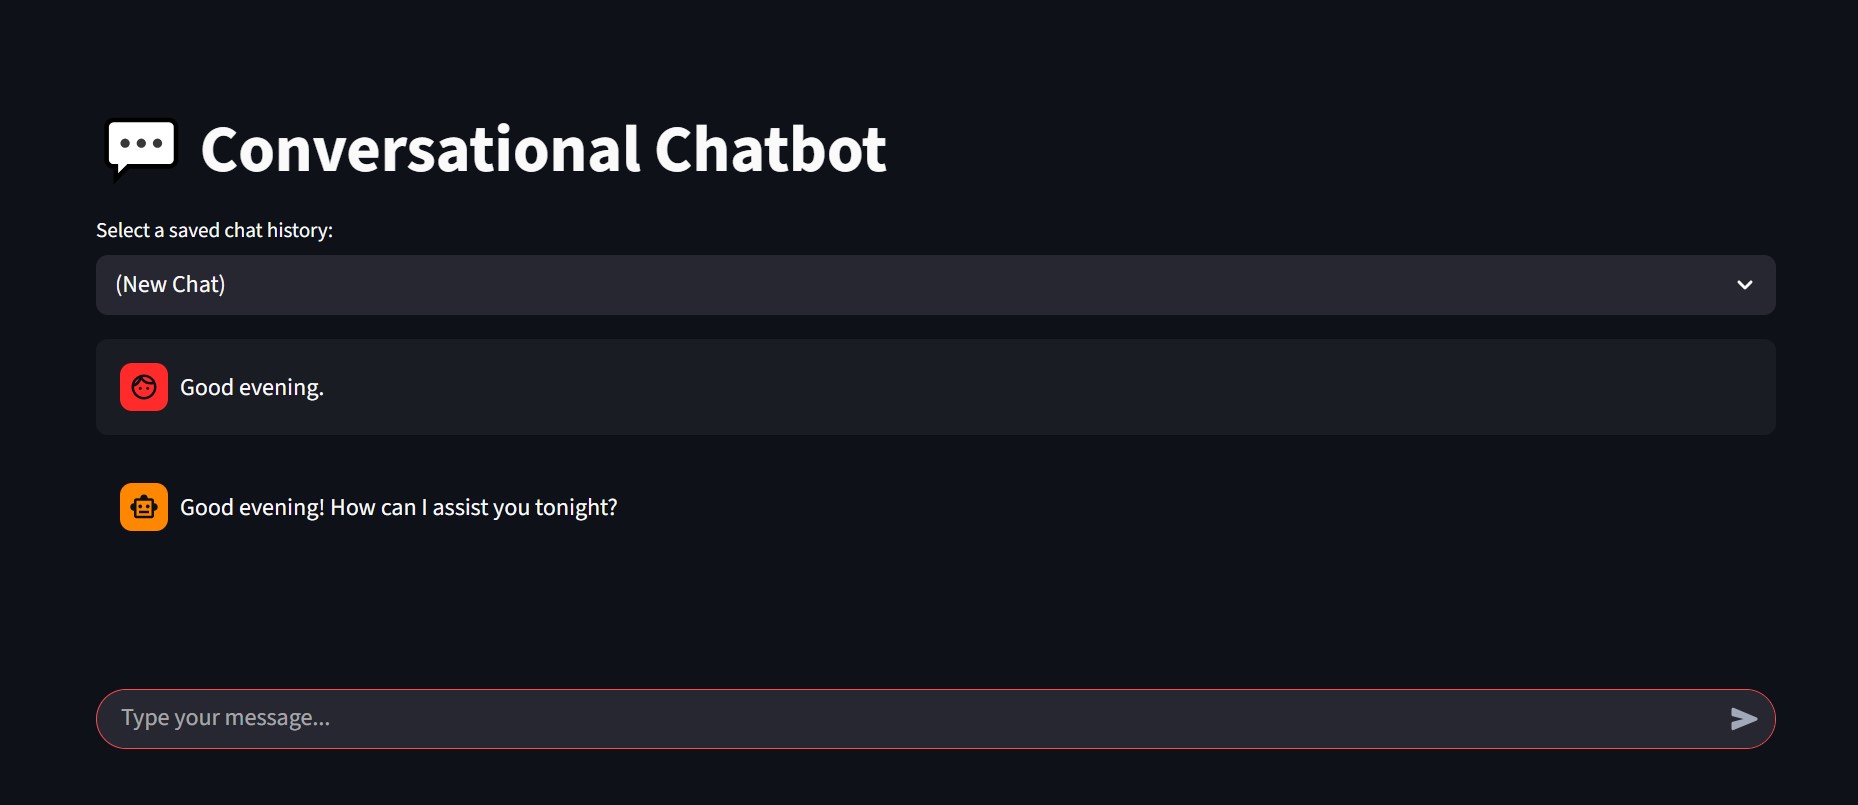 Conversational Chatbot
Select a saved chat history:
(New Chat)
Good evening.
Good evening! How can I assist you tonight?
Type your message...